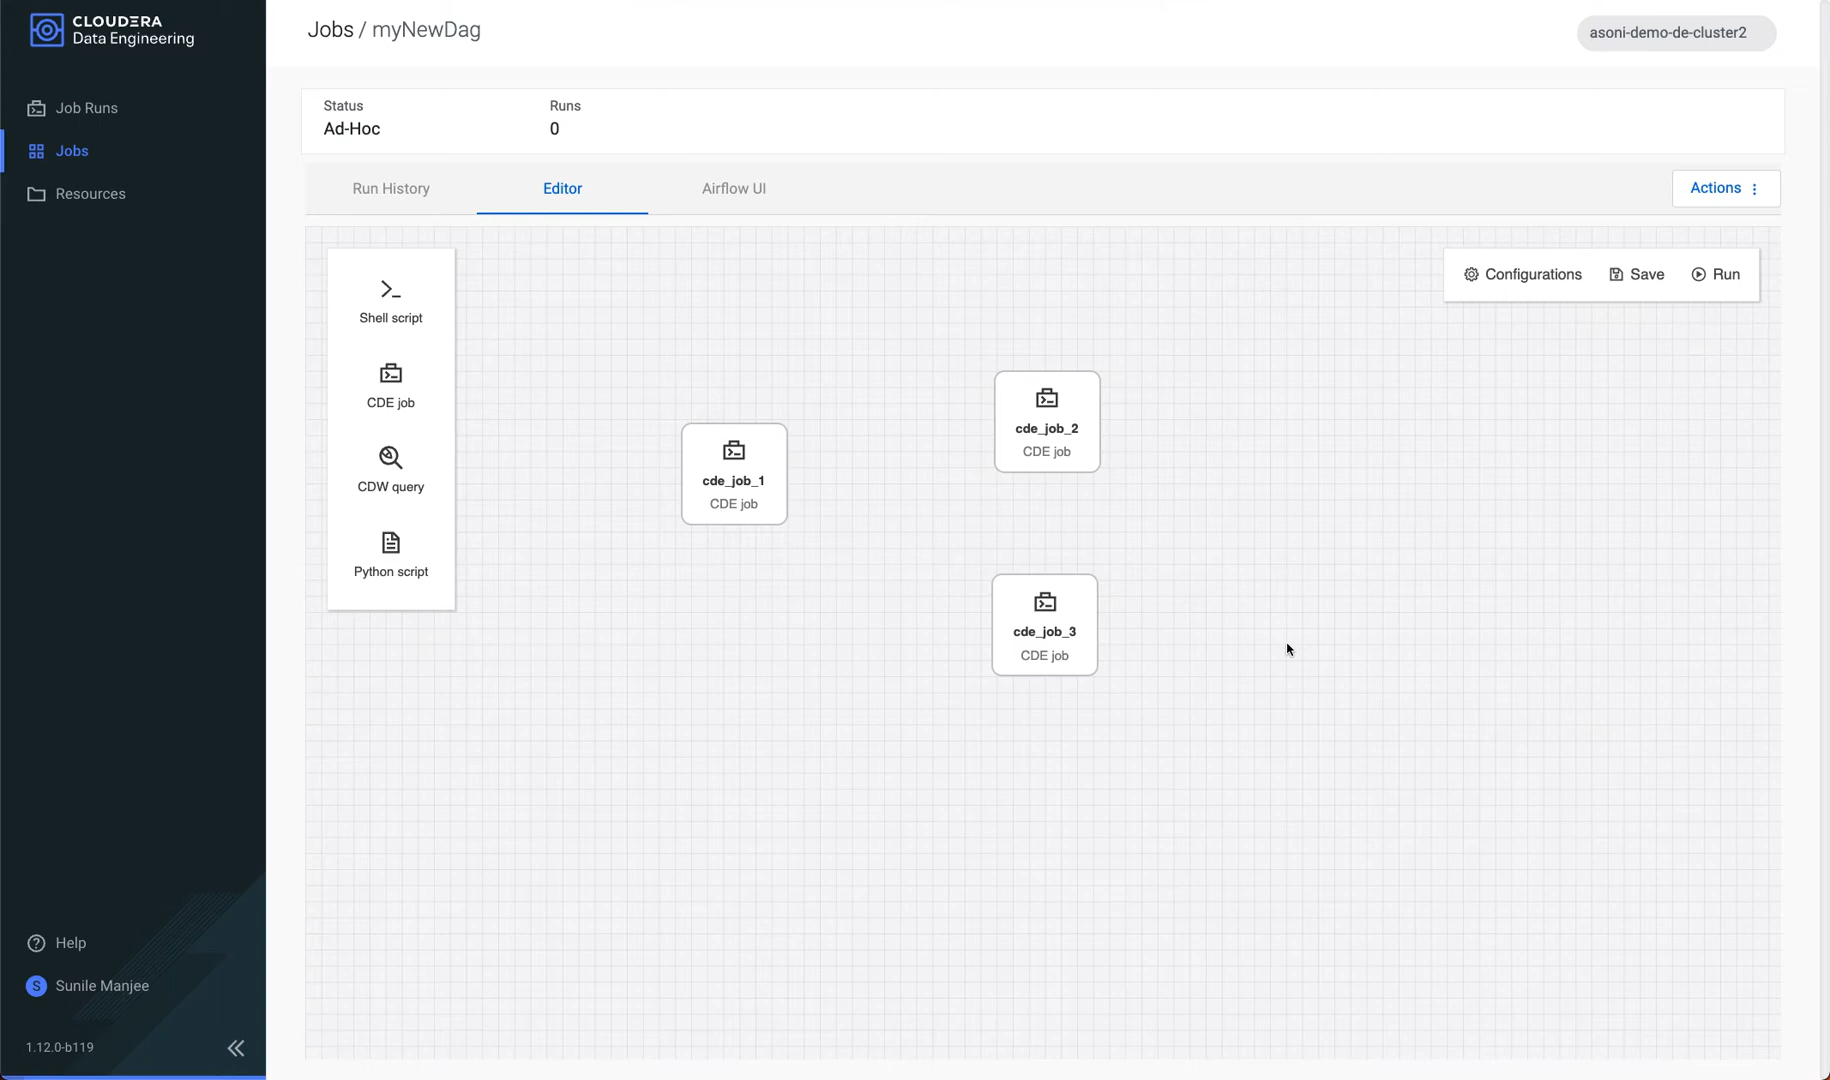 CLOUDERA
Data Engineering
Jobs / myNewDag
asoni-demo-de-cluster2
Job Runs
Jobs
Resources
Status
Runs
Ad-Hoc
0
Run History
Editor
Airflow UI
Actions
Shell script
CDE job
CDW query
Python script
Configurations
Save
Run
cde_job_1
CDE job
cde_job_2
CDE job
cde_job_3
CDE job
Help
S
Sunile Manjee
1.12.0-b119